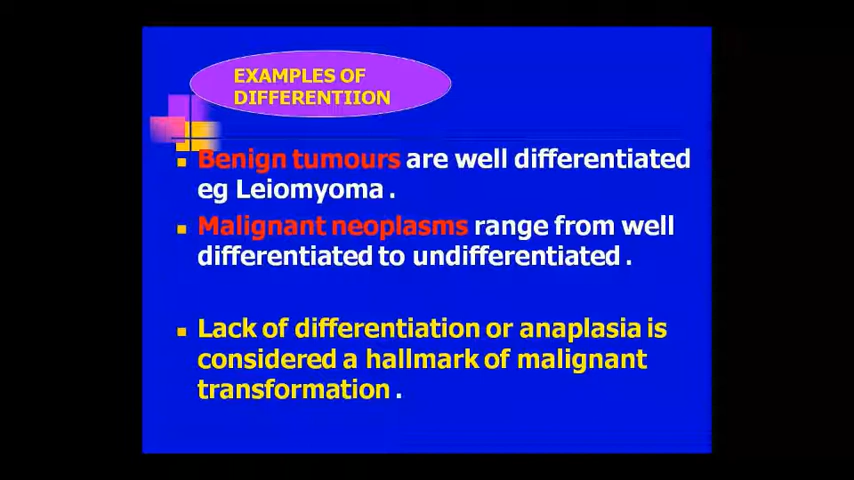 EXAMPLES OF
DIFFERENTIION
Benign tumours are well differentiated
eg Leiomyoma .
Malignant neoplasms range from well
differentiated to undifferentiated .
Lack of differentiation or anaplasia is
considered a hallmark of malignant
transformation .